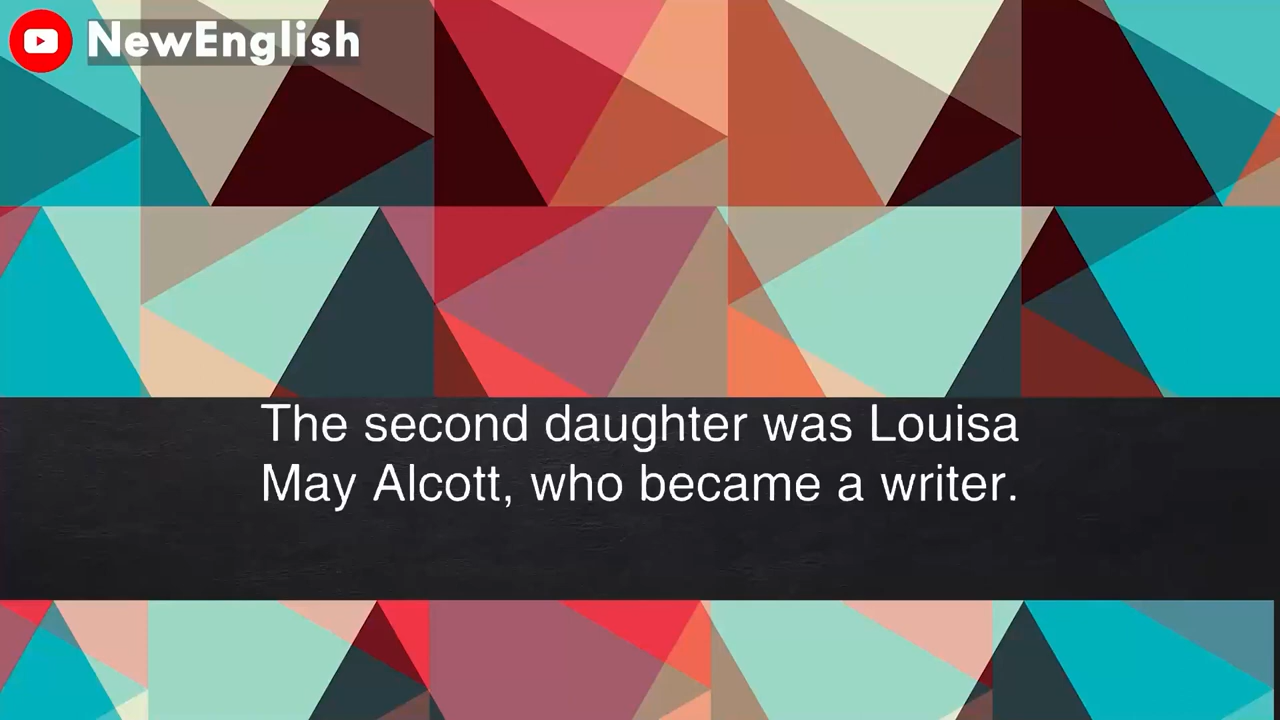 NewEnglish
The second daughter was Louisa
May Alcott, who became a writer.